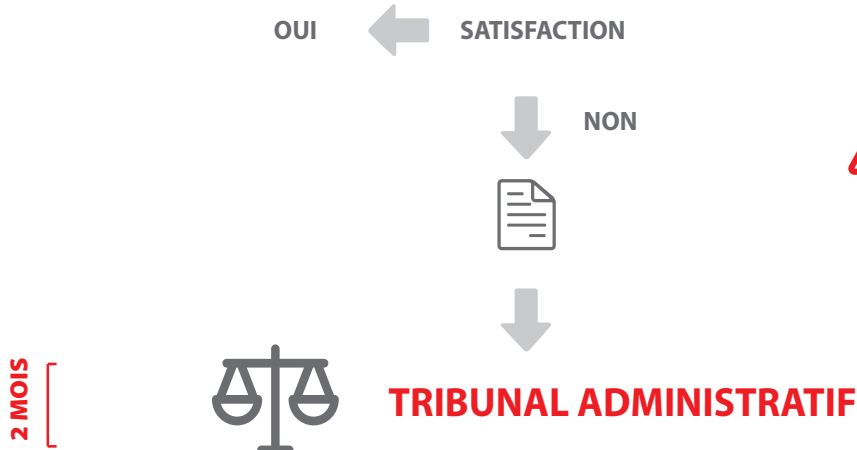 OUI
SATISFACTION
NON
2 MOIS
TRIBUNAL ADMINISTRATIF